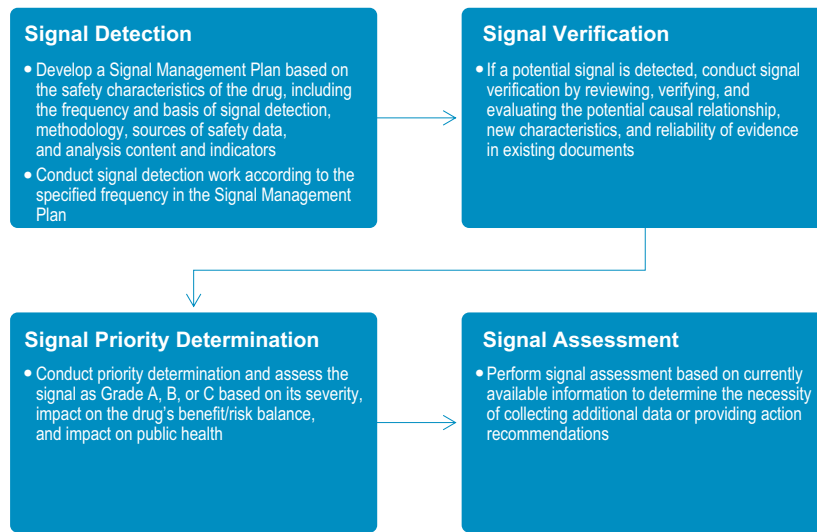 Signal Detection
• Develop a Signal Management Plan based on
the safety characteristics of the drug, including
the frequency and basis of signal detection,
methodology, sources of safety data,
and analysis content and indicators
• Conduct signal detection work according to the
specified frequency in the Signal Management
Plan
Signal Verification
• If a potential signal is detected, conduct signal
verification by reviewing, verifying, and
evaluating the potential causal relationship,
new characteristics, and reliability of evidence
in existing documents
Signal Priority Determination
• Conduct priority determination and assess the
signal as Grade A, B, or C based on its severity,
impact on the drug's benefit/risk balance,
and impact on public health
Signal Assessment
• Perform signal assessment based on currently
available information to determine the necessity
of collecting additional data or providing action
recommendations